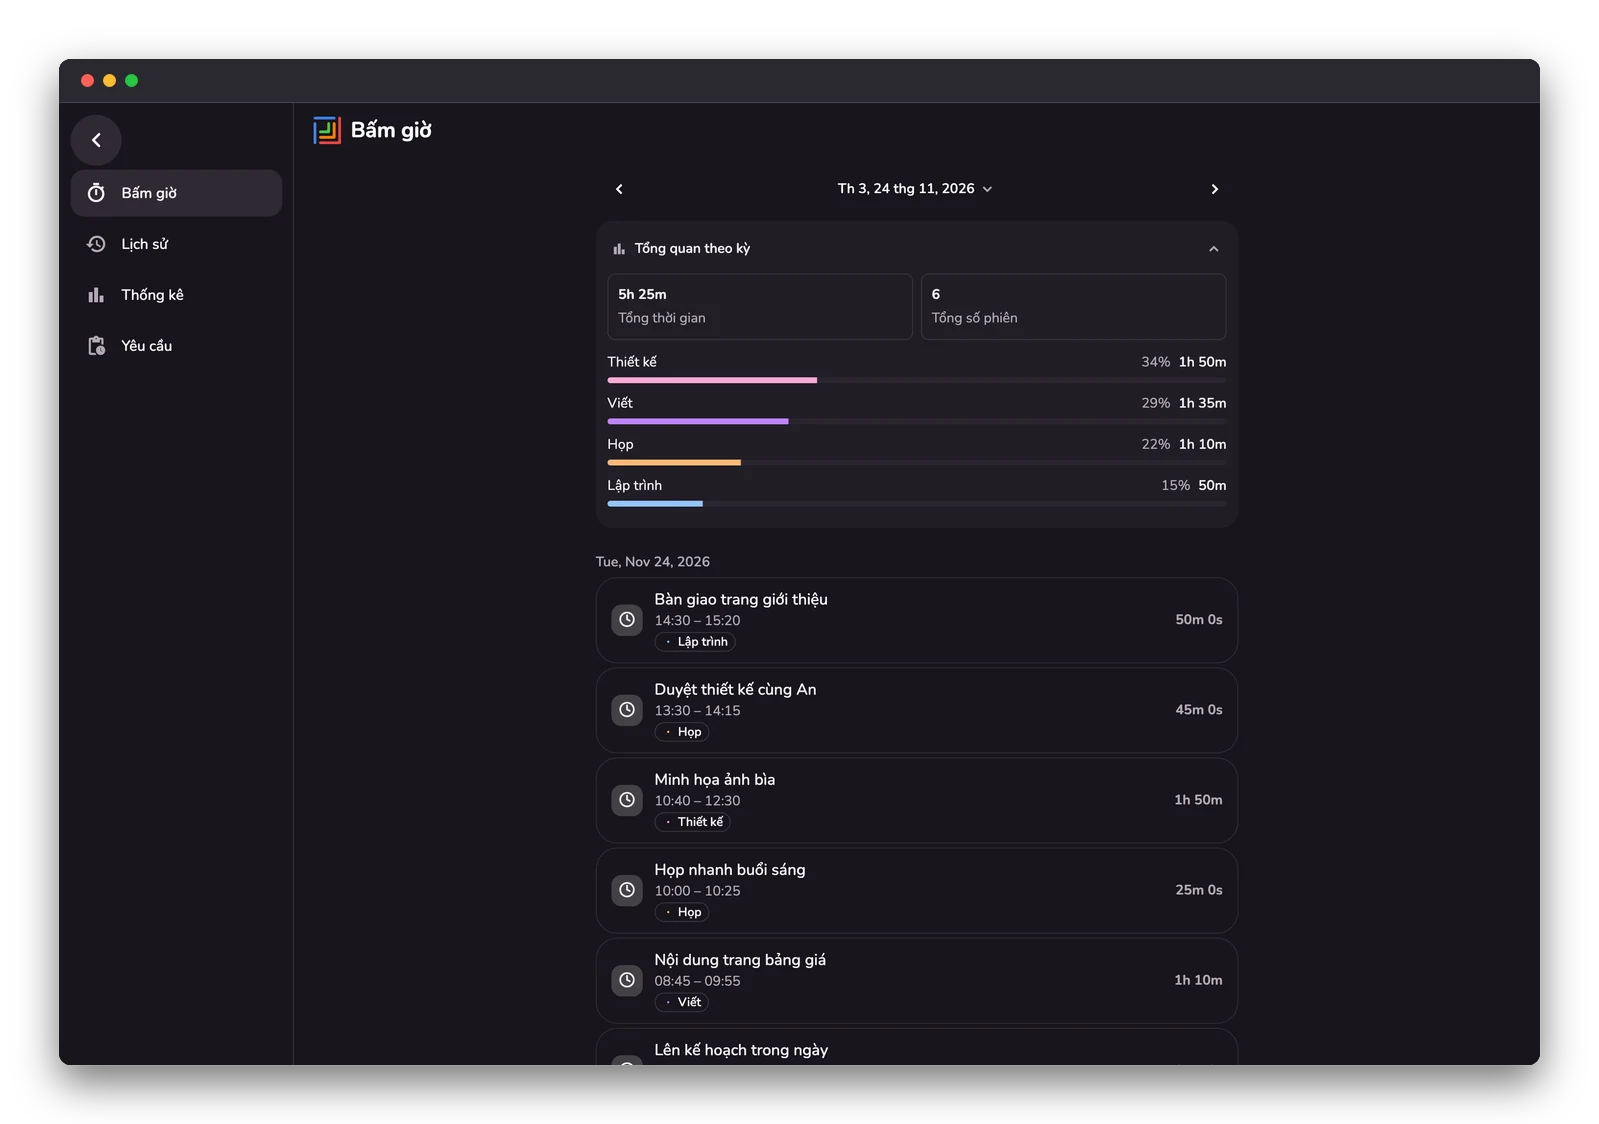 Bấm giờ
Bấm giờ
Lịch sử
Thống kê
Yêu cầu
Th 3, 24 thg 11, 2026
Tổng quan theo kỳ
5h 25m
Tổng thời gian
6
Tổng số phiên
Thiết kế 34% 1h 50m
Viết 29% 1h 35m
Họp 22% 1h 10m
Lập trình 15% 50m
Tue, Nov 24, 2026
Bàn giao trang giới thiệu
14:30 – 15:20
50m 0s
Lập trình
Duyệt thiết kế cùng An
13:30 – 14:15
45m 0s
Họp
Minh họa ảnh bìa
10:40 – 12:30
1h 50m
Thiết kế
Họp nhanh buổi sáng
10:00 – 10:25
25m 0s
Họp
Nội dung trang bảng giá
08:45 – 09:55
1h 10m
Viết
Lên kế hoạch trong ngày